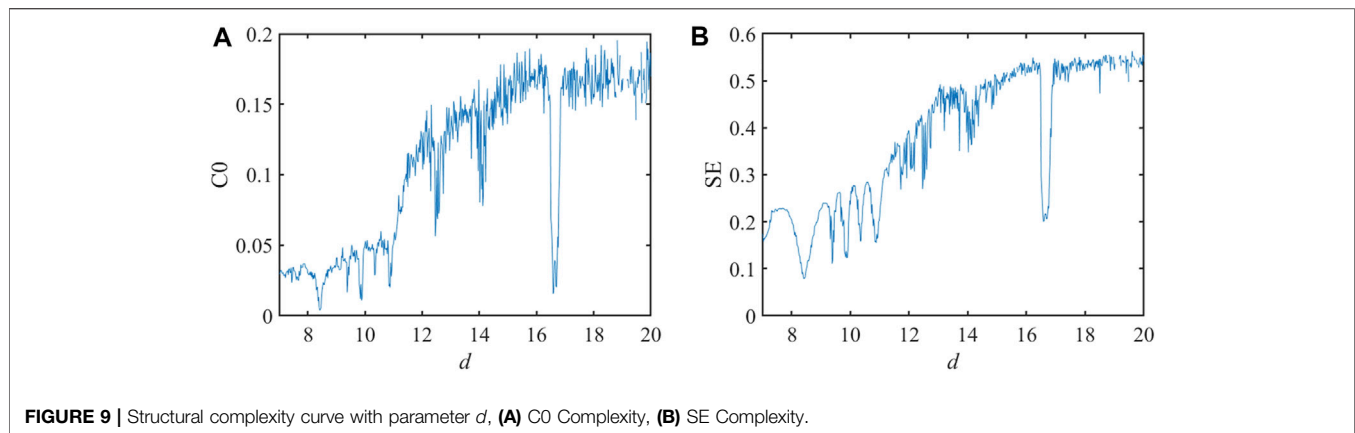 A
B
0.2
0.15
0.1
0.05
0
C0
8 10 12 14 16 18 20
d
0.6
0.5
0.4
0.3
0.2
0.1
0
SE
8 10 12 14 16 18 20
d
FIGURE 9 | Structural complexity curve with parameter d, (A) C0 Complexity, (B) SE Complexity.